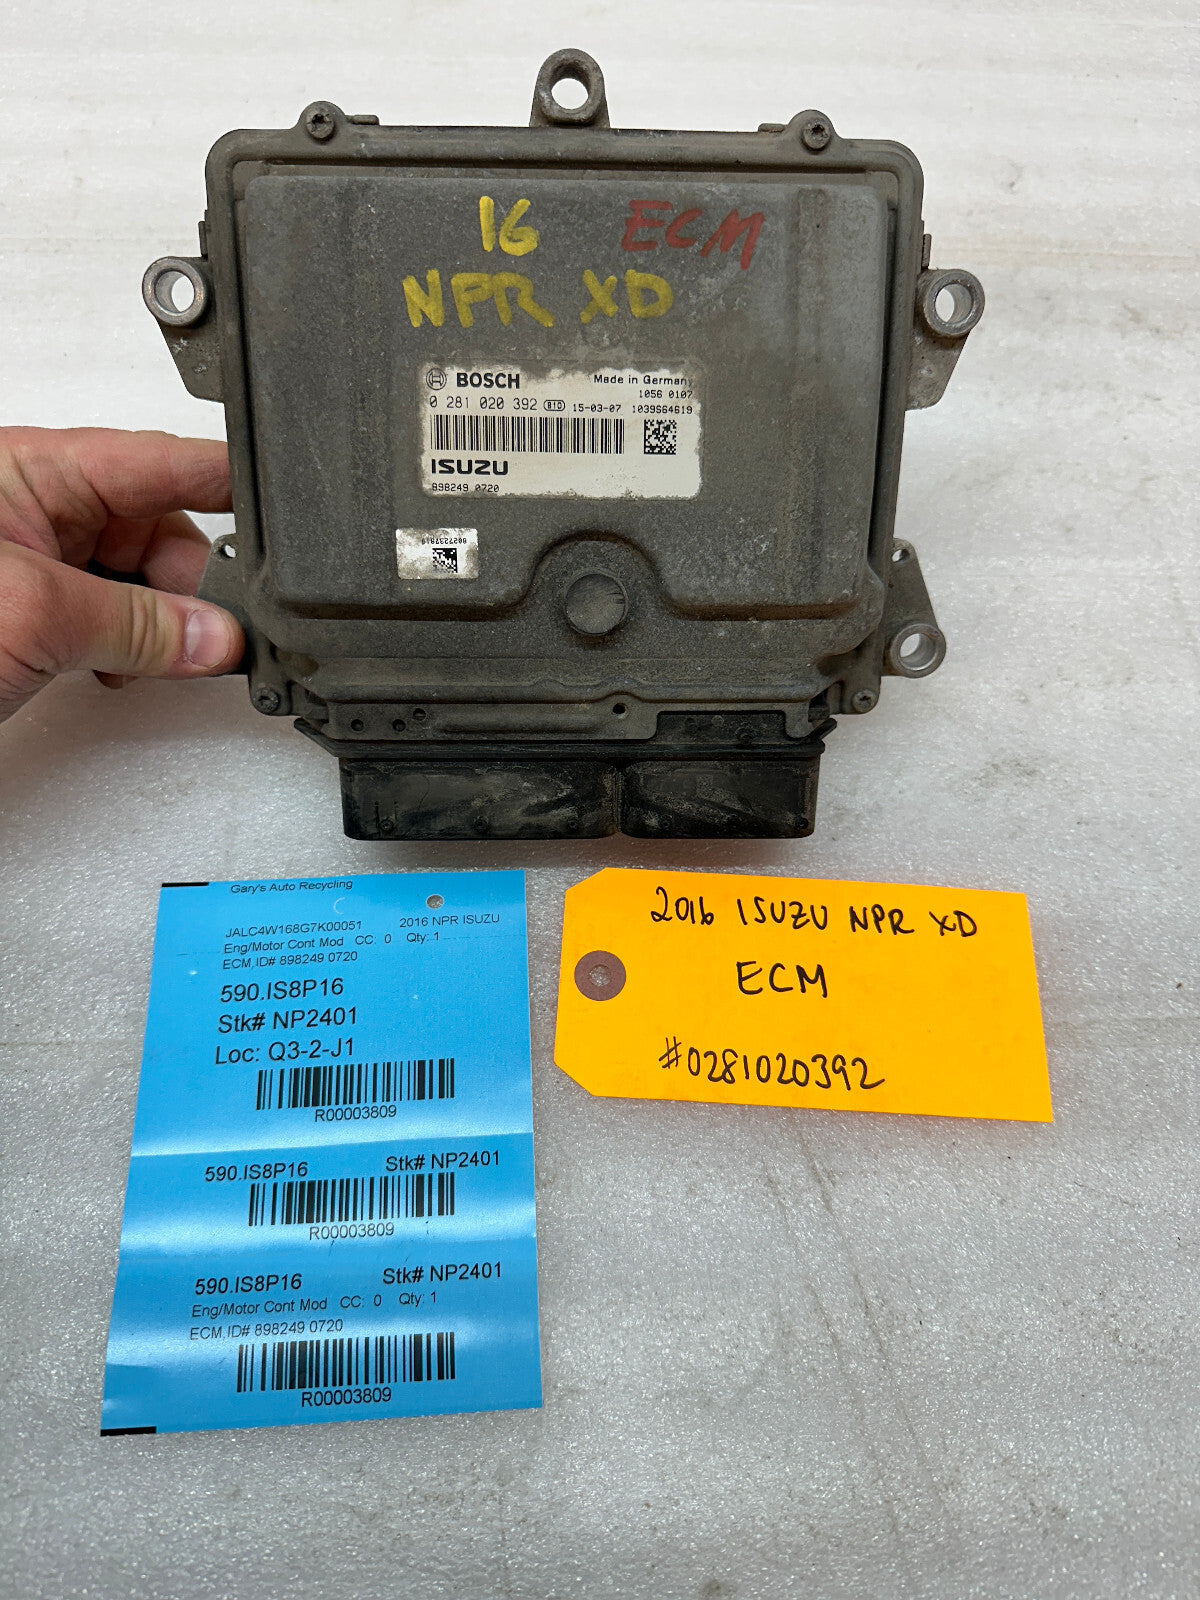 16 ECM
NPR XD
BOSCH Made in Germany
1056 0107
0 281 020 392 B1D 15-03-07 1039S64619
ISUZU
898249 0720
Gary's Auto Recycling
JALC4W168G7K00051 2016 NPR ISUZU
Eng/Motor Cont Mod CC: 0 Qty: 1
ECM,ID# 898249 0720
590.IS8P16
Stk# NP2401
Loc: Q3-2-J1
R00003809
590.IS8P16 Stk# NP2401
R00003809
590.IS8P16 Stk# NP2401
Eng/Motor Cont Mod CC: 0 Qty: 1
ECM,ID# 898249 0720
R00003809
2016 ISUZU NPR XD
ECM
#0281020392